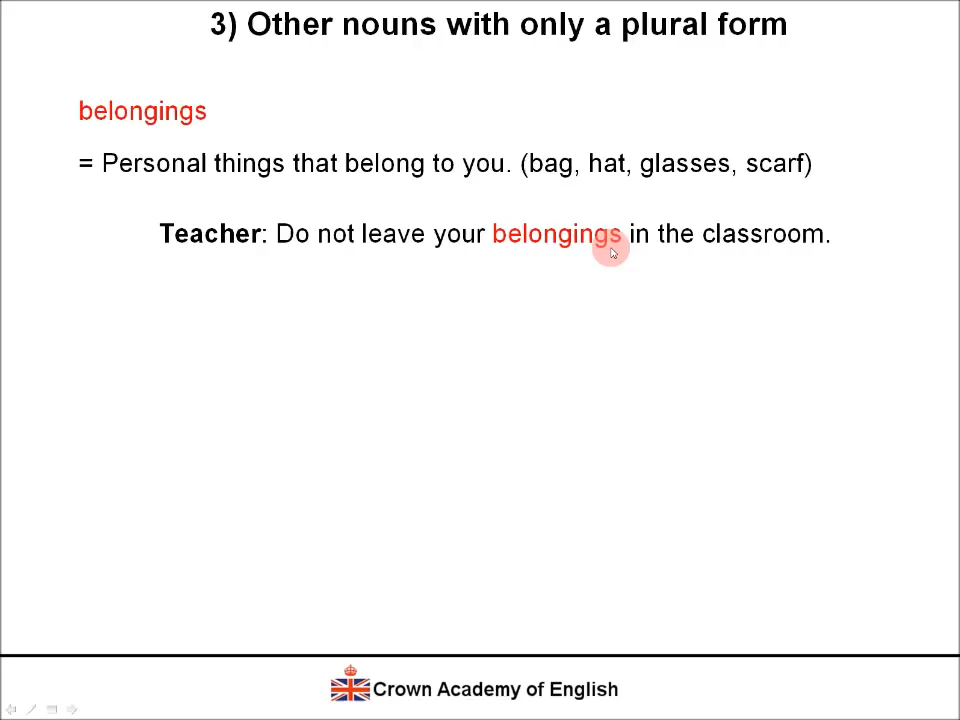 3) Other nouns with only a plural form
belongings
= Personal things that belong to you. (bag, hat, glasses, scarf)
Teacher: Do not leave your belongings in the classroom.
Crown Academy of English